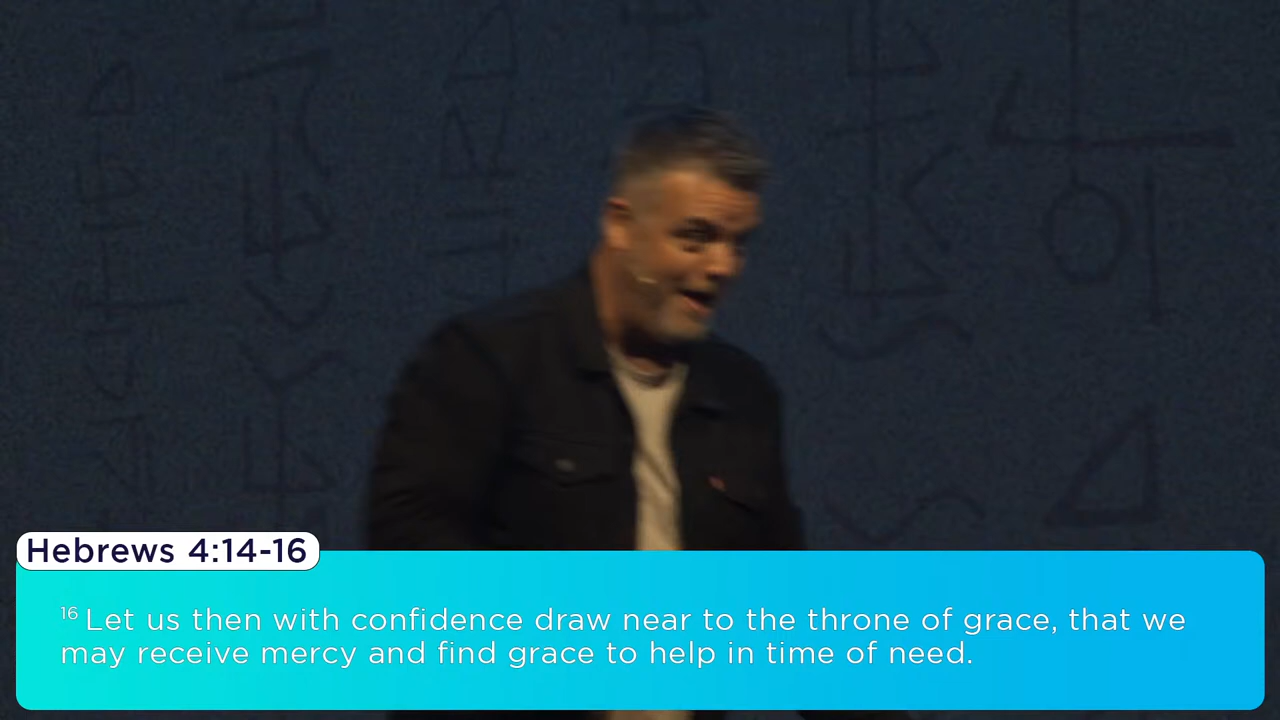 Hebrews 4:14-16
16 Let us then with confidence draw near to the throne of grace, that we
may receive mercy and find grace to help in time of need.